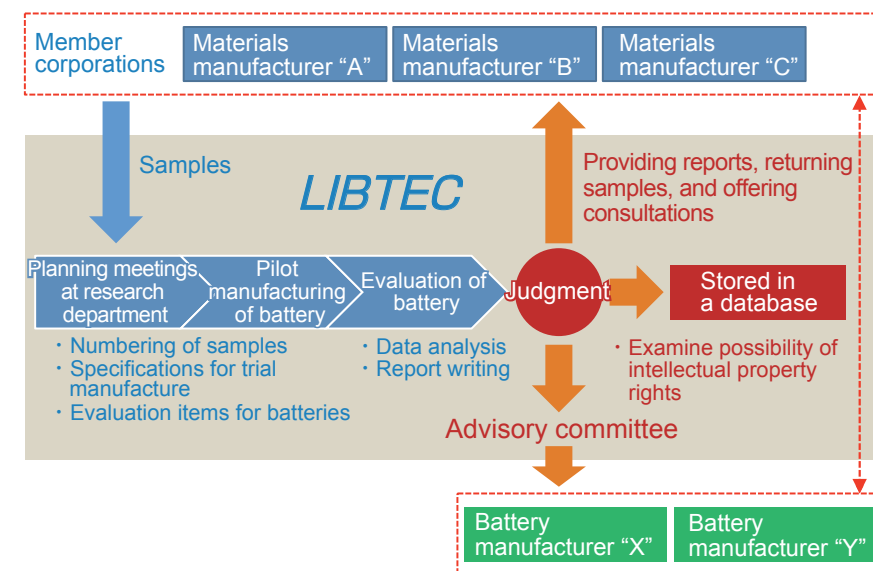 Member
corporations
Materials
manufacturer “A”
Materials
manufacturer “B”
Materials
manufacturer “C”
Samples
LIBTEC
Providing reports, returning
samples, and offering
consultations
Planning meetings
at research
department
Pilot
manufacturing
of battery
Evaluation of
battery
Judgment
Stored in
a database
・Numbering of samples
・Specifications for trial
manufacture
・Evaluation items for batteries
・Data analysis
・Report writing
・Examine possibility of
intellectual property
rights
Advisory committee
Battery
manufacturer “X”
Battery
manufacturer “Y”